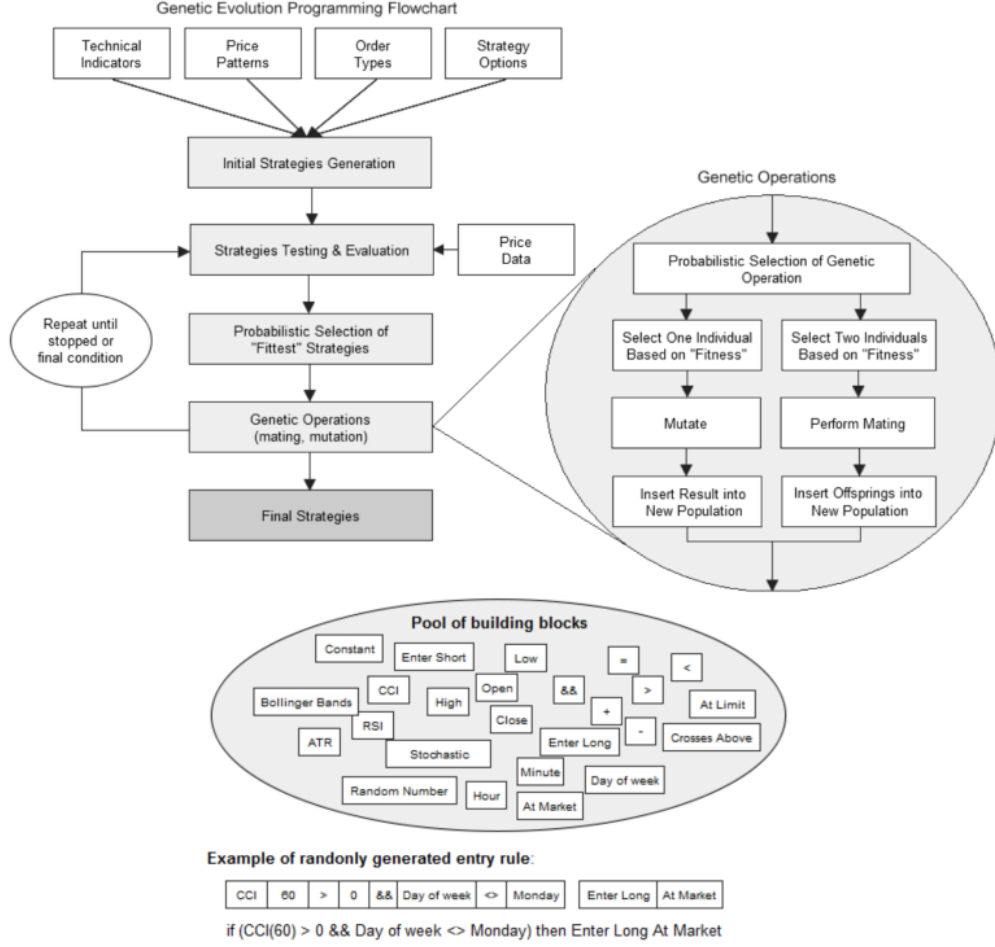 Genetic Evolution Programming Flowchart
Technical
Indicators
Price
Patterns
Order
Types
Strategy
Options
Initial Strategies Generation
Strategies Testing & Evaluation
Price
Data
Repeat until
stopped or
final condition
Probabilistic Selection of
"Fittest" Strategies
Genetic Operations
(mating, mutation)
Final Strategies
Genetic Operations
Probabilistic Selection of Genetic
Operation
Select One Individual
Based on "Fitness"
Select Two Individuals
Based on "Fitness"
Mutate
Perform Mating
Insert Result into
New Population
Insert Offsprings into
New Population
Pool of building blocks
Constant
Enter Short
Low
=
<
Bollinger Bands
CCI
High
Open
&&
>
At Limit
RSI
Close
+
-
ATR
Stochastic
Enter Long
Crosses Above
Minute
Day of week
Random Number
Hour
At Market
Example of randonly generated entry rule:
CCI 60 > 0 && Day of week <> Monday Enter Long At Market
if (CCI(60) > 0 && Day of week <> Monday) then Enter Long At Market